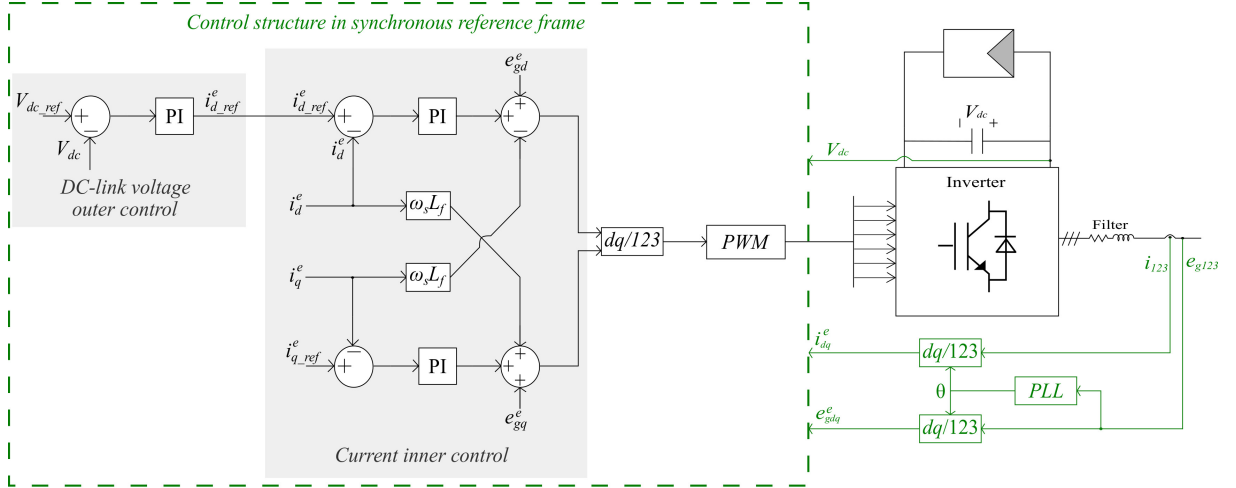 Control structure in synchronous reference frame
V_dc_ref
+
−
V_dc
PI
i^e_d_ref
DC-link voltage
outer control
i^e_d_ref
+
−
i^e_d
PI
e^e_gd
+
+
−
i^e_d
ω_sL_f
i^e_q
ω_sL_f
i^e_q_ref
+
−
PI
+
+
+
e^e_gq
Current inner control
dq/123
PWM
V_dc
− V_dc +
Inverter
Filter
i_123
e_g123
i^e_dq
dq/123
θ
PLL
e^e_gdq
dq/123